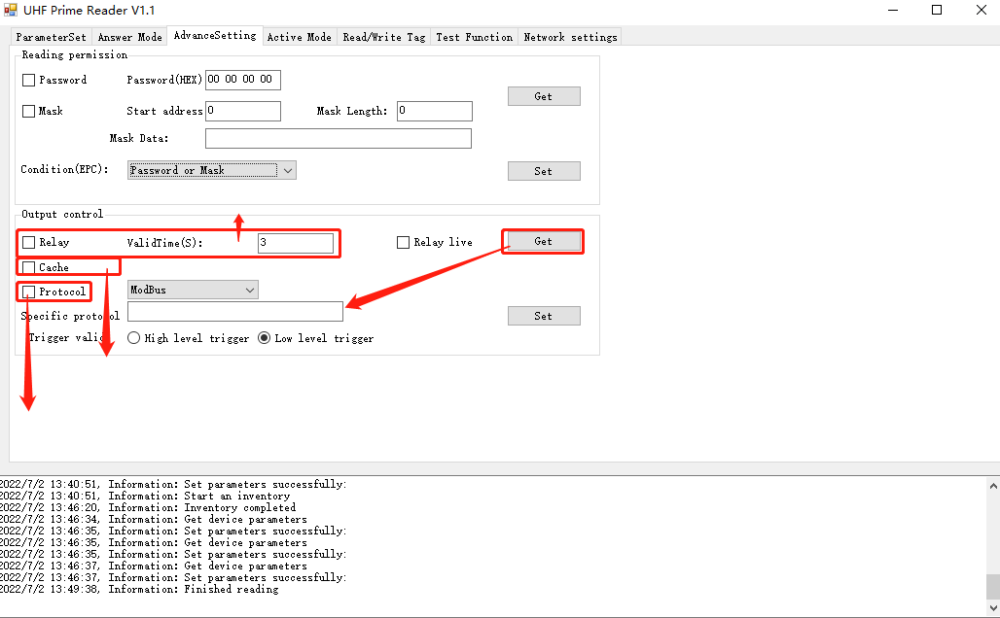 UHF Prime Reader V1.1
ParameterSet Answer Mode AdvanceSetting Active Mode Read/Write Tag Test Function Network settings
Reading permission
Password Password(HEX) 00 00 00 00
Get
Mask Start address 0 Mask Length: 0
Mask Data:
Condition(EPC): Password or Mask Set
Output control
Relay ValidTime(S): 3 Relay live Get
Cache
Protocol ModBus
Specific protocol Set
Trigger valid High level trigger Low level trigger
2022/7/2 13:40:51, Information: Set parameters successfully:
2022/7/2 13:40:51, Information: Start an inventory
2022/7/2 13:46:20, Information: Inventory completed
2022/7/2 13:46:34, Information: Get device parameters
2022/7/2 13:46:35, Information: Set parameters successfully:
2022/7/2 13:46:35, Information: Get device parameters
2022/7/2 13:46:35, Information: Set parameters successfully:
2022/7/2 13:46:37, Information: Get device parameters
2022/7/2 13:46:37, Information: Set parameters successfully:
2022/7/2 13:49:38, Information: Finished reading